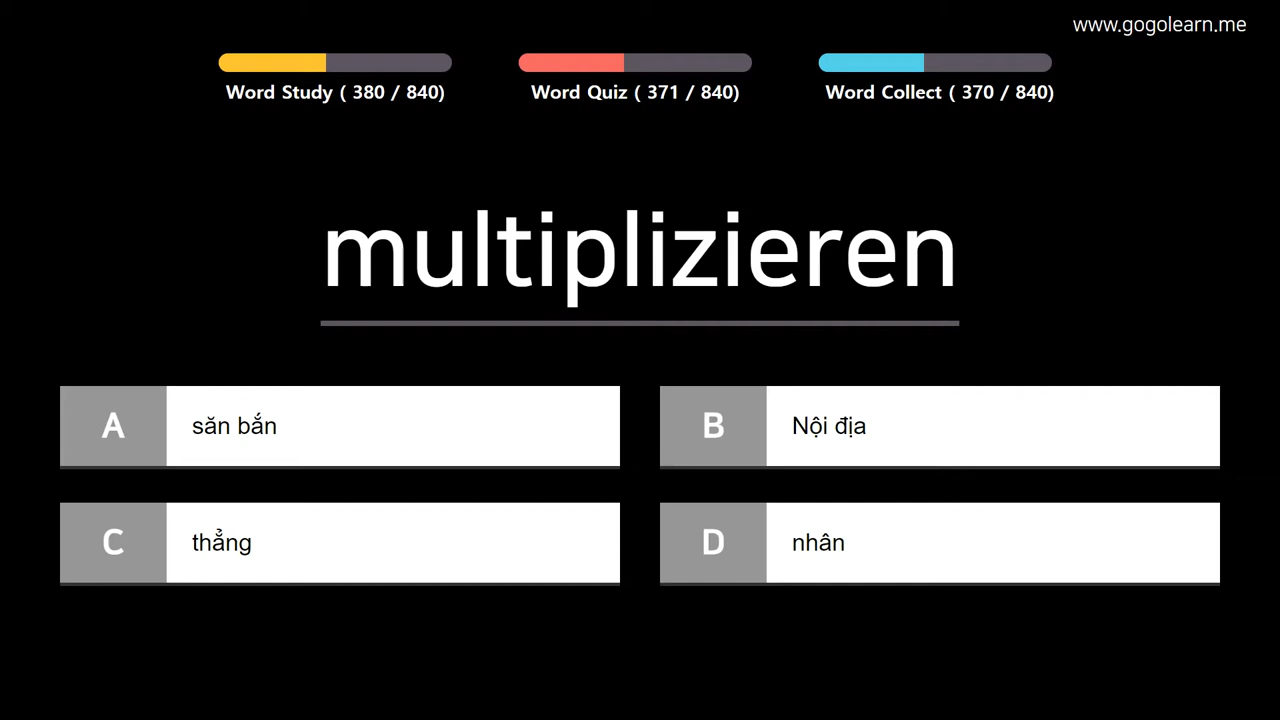 www.gogolearn.me
Word Study ( 380 / 840)
Word Quiz ( 371 / 840)
Word Collect ( 370 / 840)
multiplizieren
A săn bắn
B Nội địa
C thẳng
D nhân